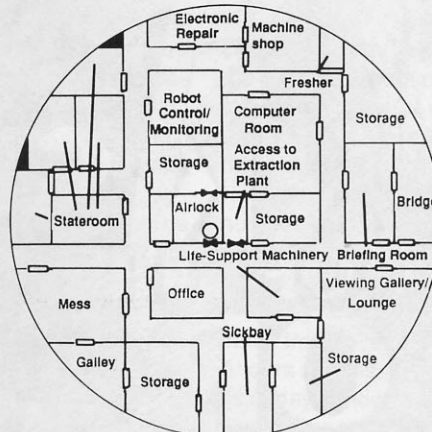 Electronic
Repair
Machine
shop
Fresher
Robot
Control/
Monitoring
Computer
Room
Storage
Storage
Access to
Extraction
Plant
Airlock
Storage
Stateroom
Bridge
Life-Support Machinery
Briefing Room
Office
Viewing Gallery/
Lounge
Mess
Sickbay
Galley
Storage
Storage